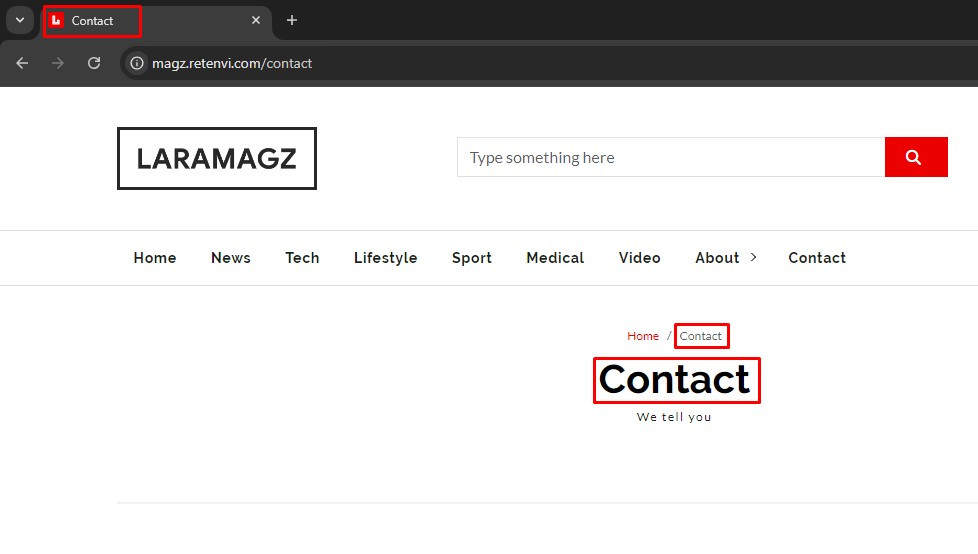 Contact
magz.retenvi.com/contact
LARAMAGZ
Type something here
Home News Tech Lifestyle Sport Medical Video About Contact
Home / Contact
Contact
We tell you